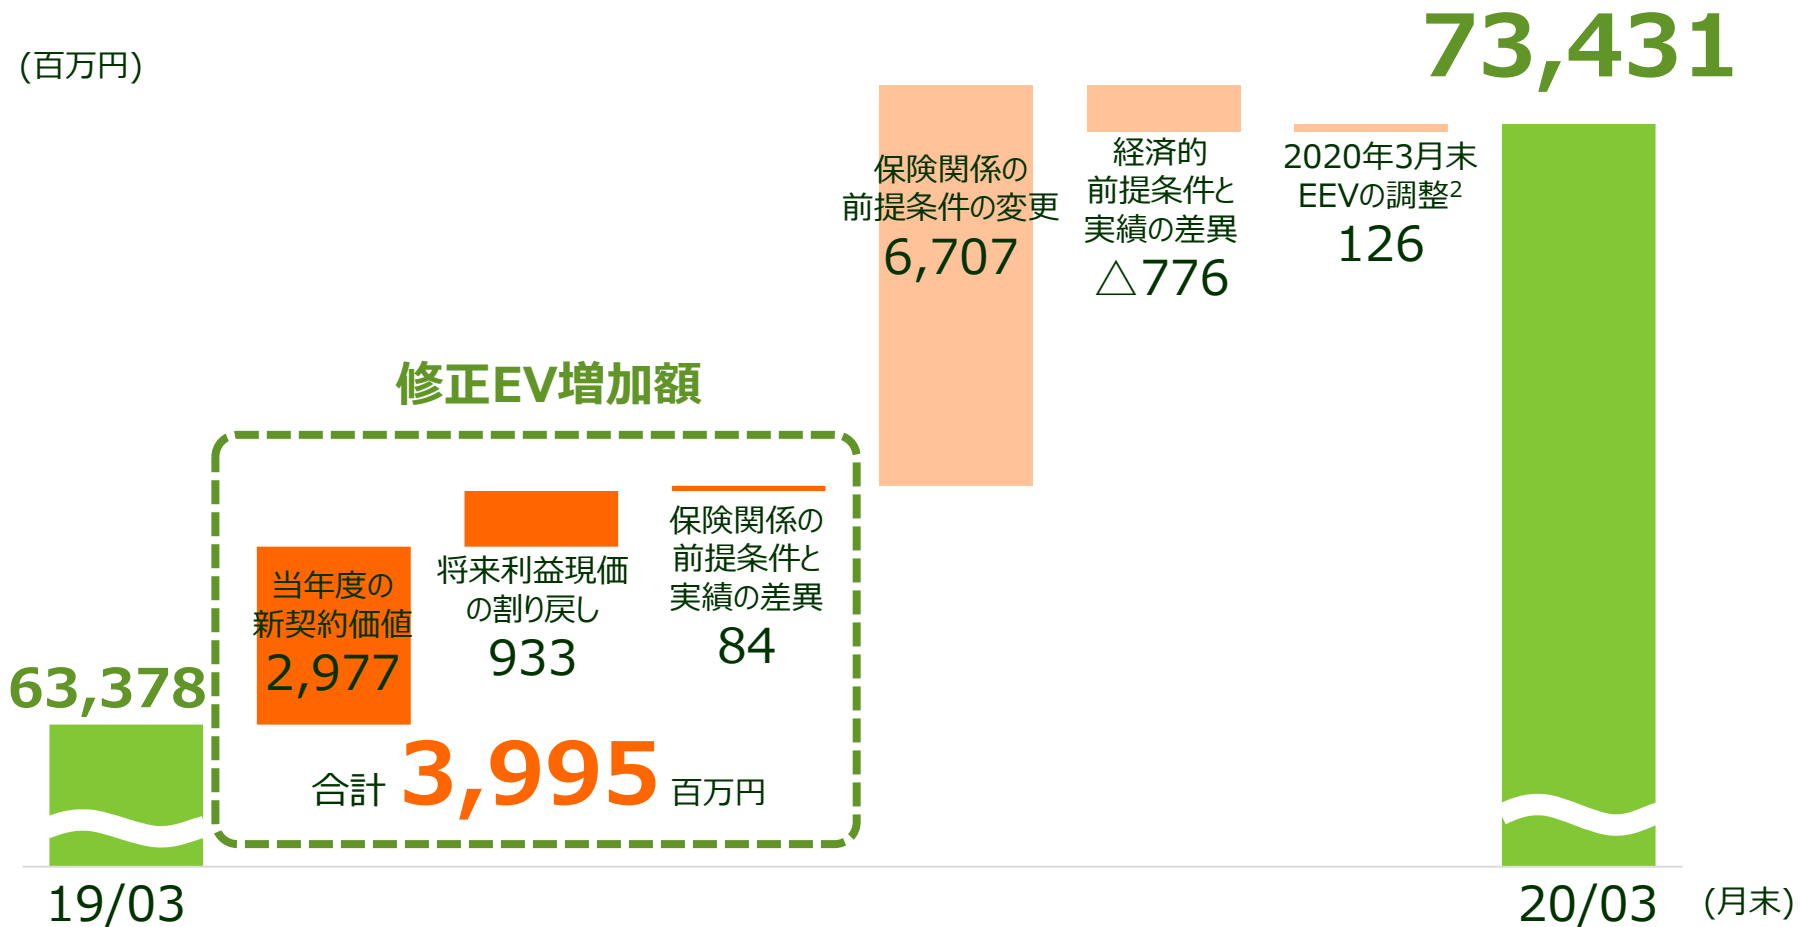 (百万円)
73,431
保険関係の
前提条件の変更
6,707
経済的
前提条件と
実績の差異
△776
2020年3月末
EEVの調整2
126
修正EV増加額
当年度の
新契約価値
2,977
将来利益現価
の割り戻し
933
保険関係の
前提条件と
実績の差異
84
63,378
合計 3,995 百万円
19/03
20/03
(月末)